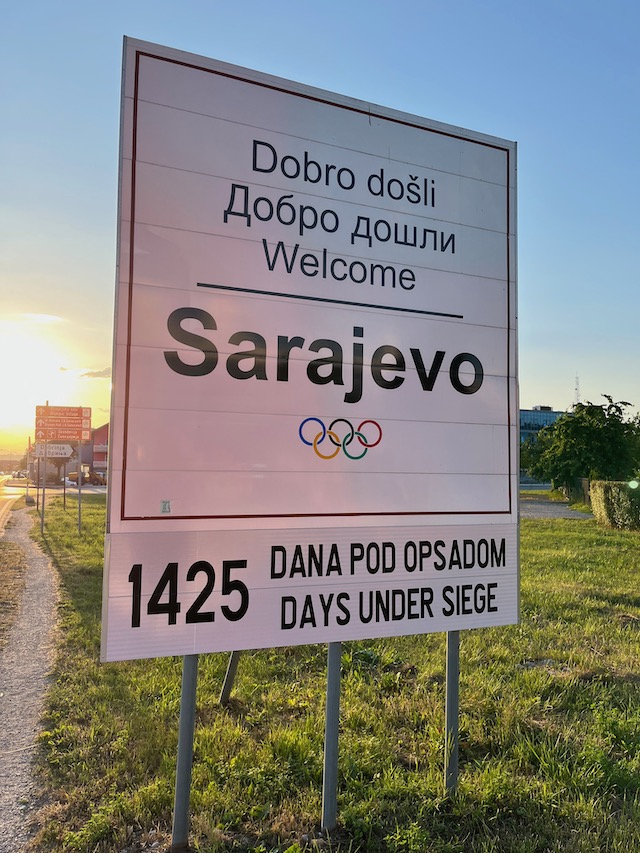 Dobro došli
Добро дошли
Welcome
Sarajevo
1425
DANA POD OPSADOM
DAYS UNDER SIEGE